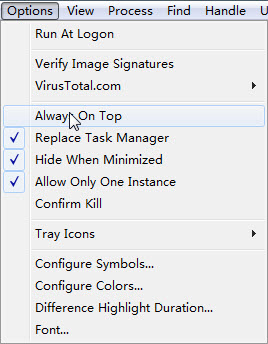 Options View Process Find Handle U
Run At Logon
Verify Image Signatures
VirusTotal.com
Always On Top
Replace Task Manager
Hide When Minimized
Allow Only One Instance
Confirm Kill
Tray Icons
Configure Symbols...
Configure Colors...
Difference Highlight Duration...
Font...